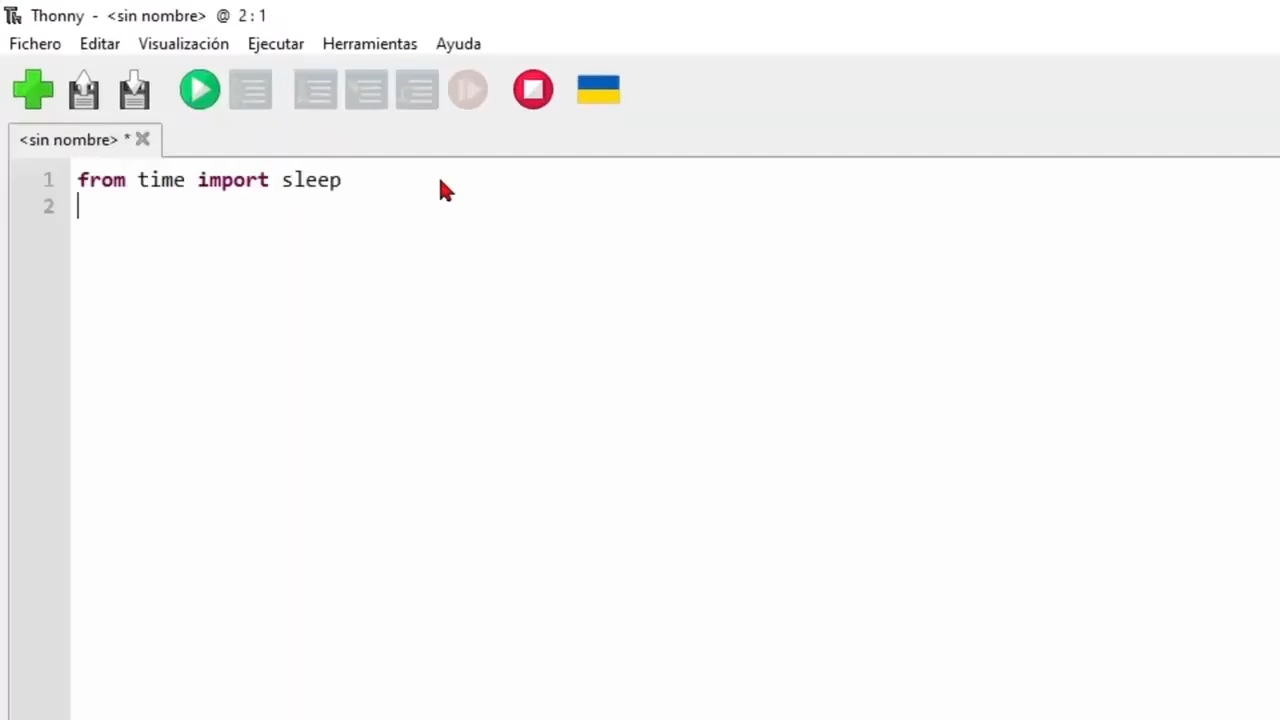 Thonny - <sin nombre> @ 2:1
Fichero Editar Visualización Ejecutar Herramientas Ayuda
<sin nombre> *
1 from time import sleep
2